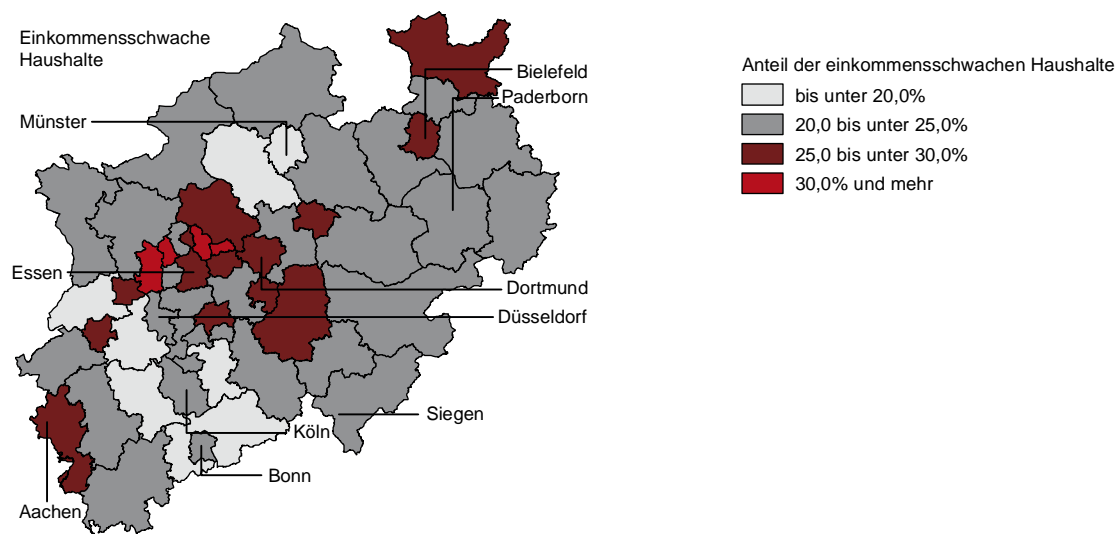 Einkommensschwache
Haushalte
Bielefeld
Paderborn
Münster
Essen
Dortmund
Düsseldorf
Siegen
Köln
Bonn
Aachen
Anteil der einkommensschwachen Haushalte
bis unter 20,0%
20,0 bis unter 25,0%
25,0 bis unter 30,0%
30,0% und mehr